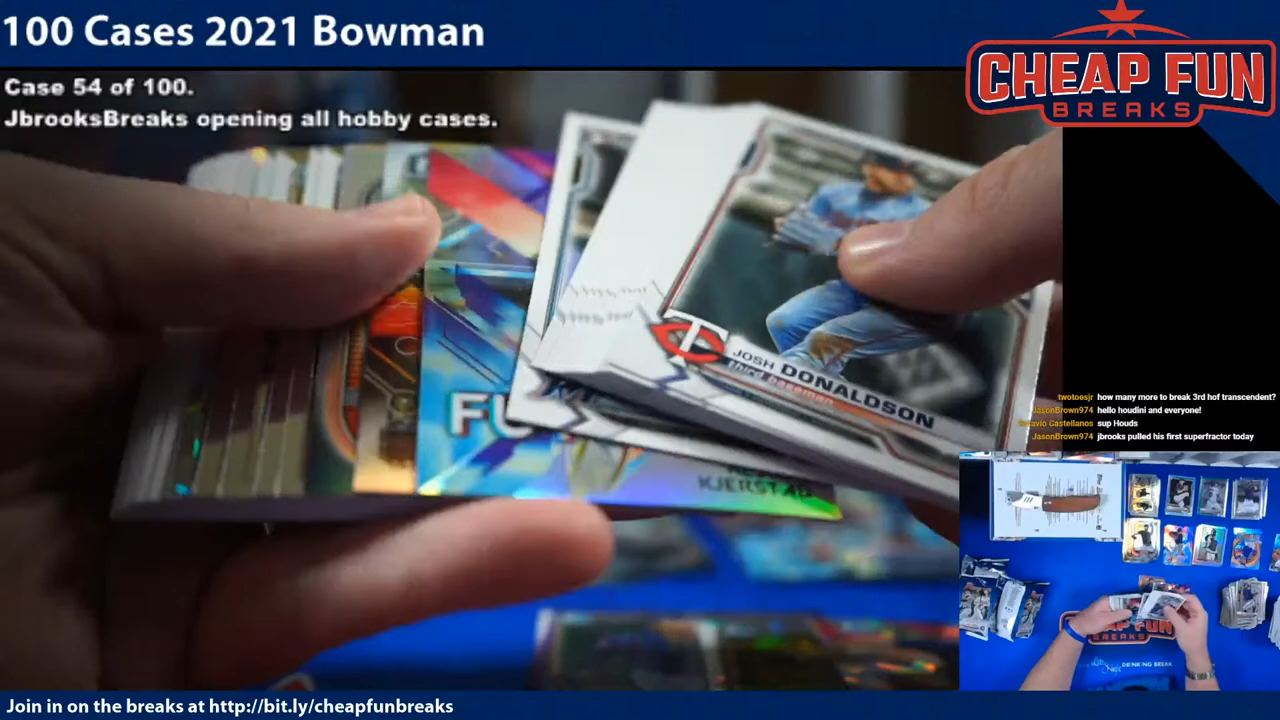 100 Cases 2021 Bowman
CHEAP FUN
BREAKS
Case 54 of 100.
JbrooksBreaks opening all hobby cases.
JOSH DONALDSON
third baseman
FU
KJERSTAD
twotoesjr how many more to break 3rd hof transcendent?
JasonBrown974 hello houdini and everyone!
Castellanos sup Houds
JasonBrown974 jbrooks pulled his first superfractor today
CHEAP FUN
BREAKS
DRINKING BREAK
Join in on the breaks at http://bit.ly/cheapfunbreaks